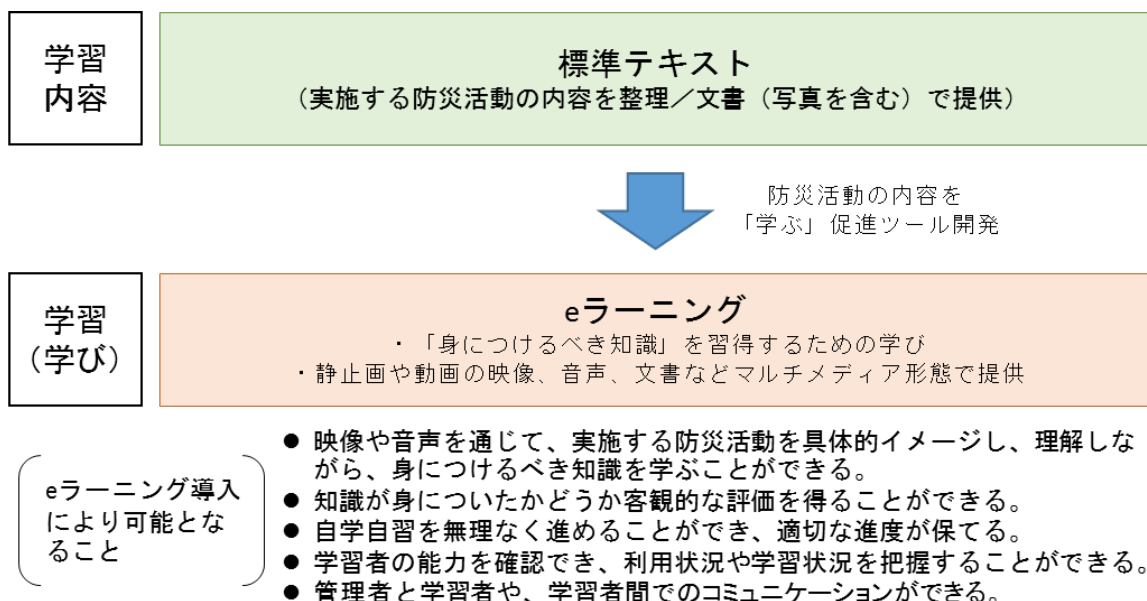 学習
内容
標準テキスト
（実施する防災活動の内容を整理／文書（写真を含む）で提供）
防災活動の内容を
「学ぶ」促進ツール開発
学習
（学び）
eラーニング
・「身につけるべき知識」を習得するための学び
・静止画や動画の映像、音声、文書などマルチメディア形態で提供
eラーニング導入
により可能とな
ること
● 映像や音声を通じて、実施する防災活動を具体的イメージし、理解しな
がら、身につけるべき知識を学ぶことができる。
● 知識が身についたかどうか客観的な評価を得ることができる。
● 自学自習を無理なく進めることができ、適切な進度が保てる。
● 学習者の能力を確認でき、利用状況や学習状況を把握することができる。
● 管理者と学習者や、学習者間でのコミュニケーションができる。